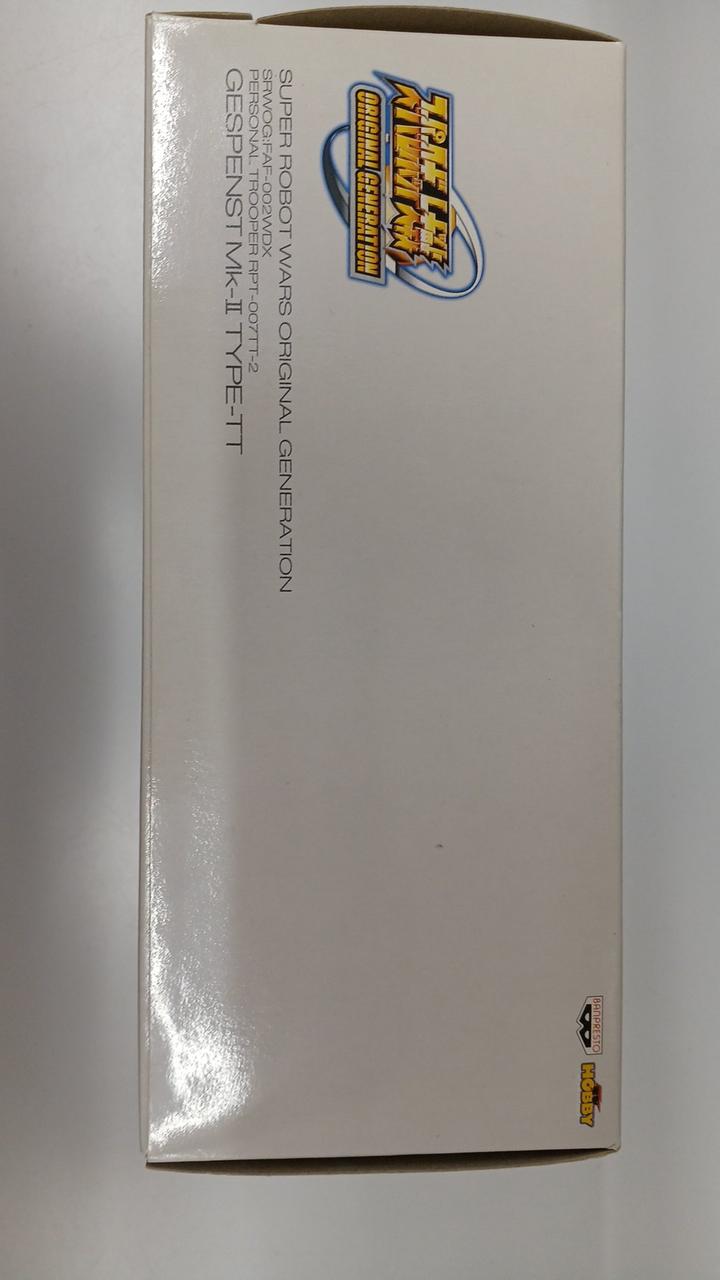 スーパーロボット大戦
ORIGINAL GENERATION
SUPER ROBOT WARS ORIGINAL GENERATION
SRWOG:FAF-002WDX
PERSONAL TROOPER RPT-007TT-2
GESPENST Mk-II TYPE-TT
BANPRESTO
HOBBY